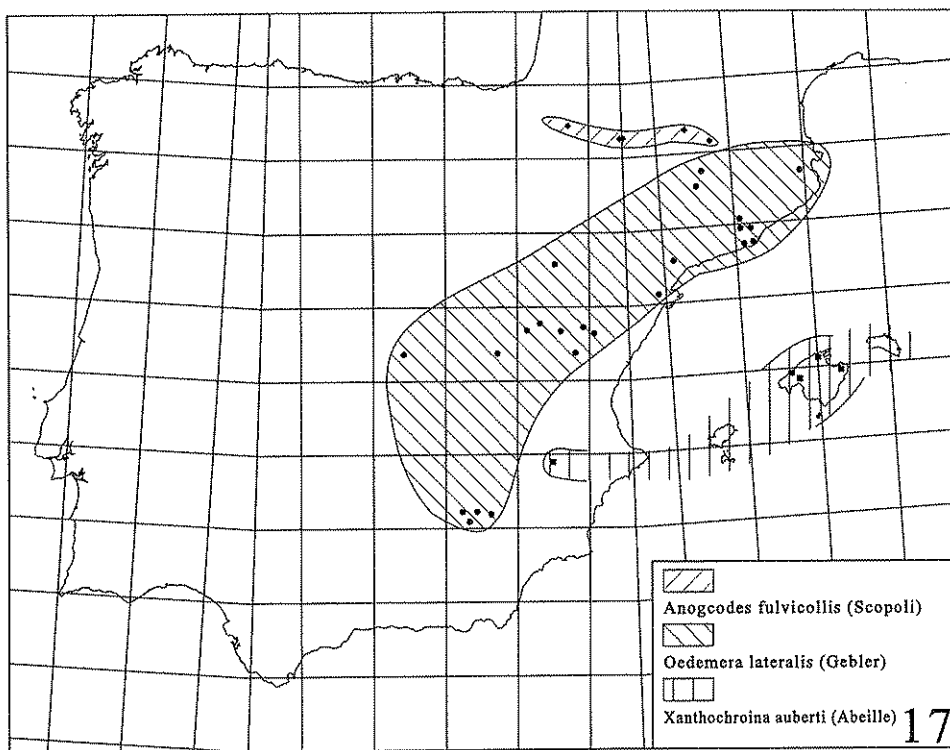 Anogcodes fulvicollis (Scopoli)
Oedemera lateralis (Gebler)
Xanthochroina auberti (Abeille)
17